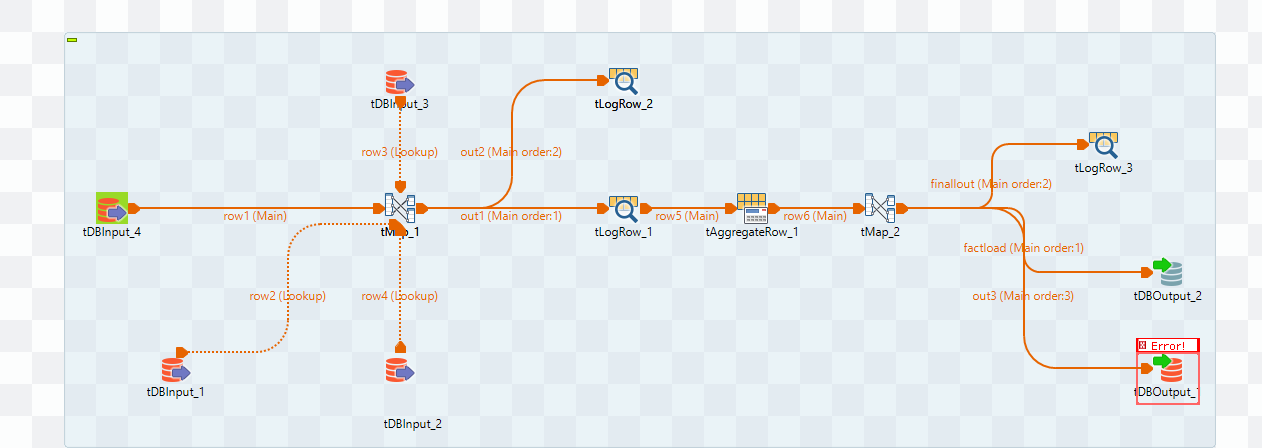 tDBInput_3
tLogRow_2
row3 (Lookup)
out2 (Main order:2)
tLogRow_3
finallout (Main order:2)
tDBInput_4
row1 (Main)
tMap_1
out1 (Main order:1)
tLogRow_1
row5 (Main)
tAggregateRow_1
row6 (Main)
tMap_2
factload (Main order:1)
row2 (Lookup)
row4 (Lookup)
out3 (Main order:3)
tDBOutput_2
Error!
tDBInput_1
tDBOutput_1
tDBInput_2